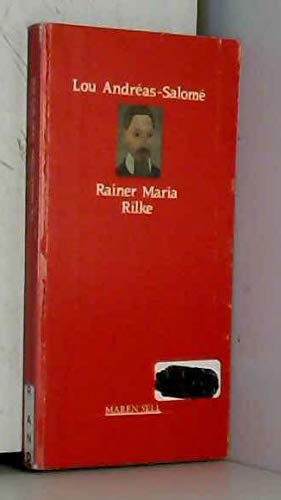 Lou Andréas-Salomé
Rainer Maria
Rilke
MAREN SELL